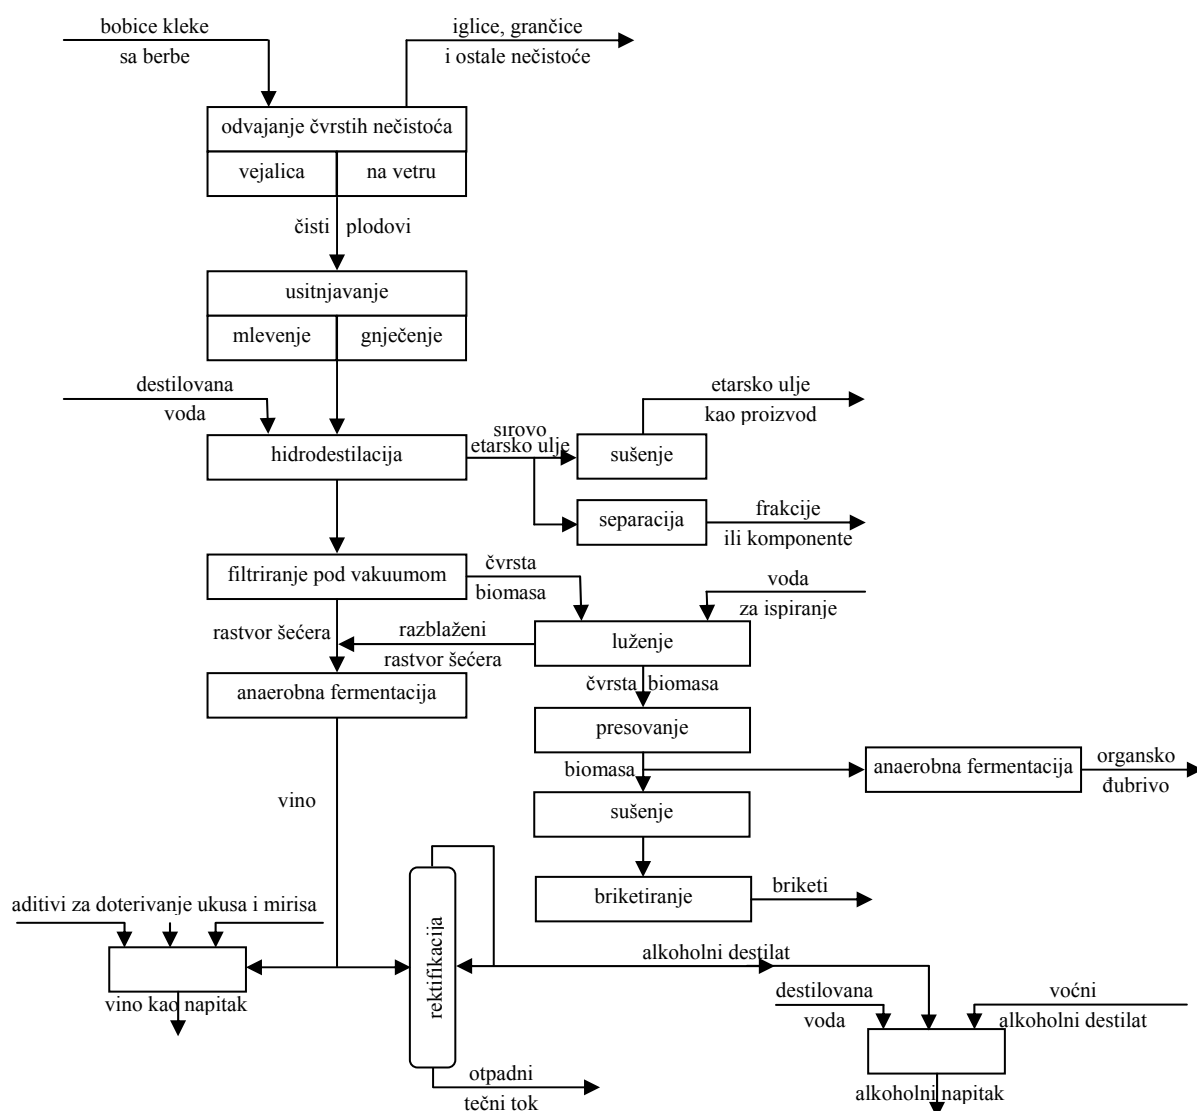 bobice kleke
sa berbe
iglice, grančice
i ostale nečistoće
odvajanje čvrstih nečistoća
vejalica
na vetru
čisti plodovi
usitnjavanje
mlevenje
gnječenje
destilovana
voda
hidrodestilacija
sirovo
etarsko ulje
sušenje
etarsko ulje
kao proizvod
separacija
frakcije
ili komponente
filtriranje pod vakuumom
čvrsta
biomasa
voda
za ispiranje
rastvor šećera
razblaženi
rastvor šećera
luženje
anaerobna fermentacija
čvrsta biomasa
presovanje
biomasa
anaerobna fermentacija
organsko
đubrivo
vino
sušenje
briketiranje
briketi
aditivi za doterivanje ukusa i mirisa
rektifikacija
alkoholni destilat
vino kao napitak
destilovana
voda
voćni
alkoholni destilat
otpadni
tečni tok
alkoholni napitak